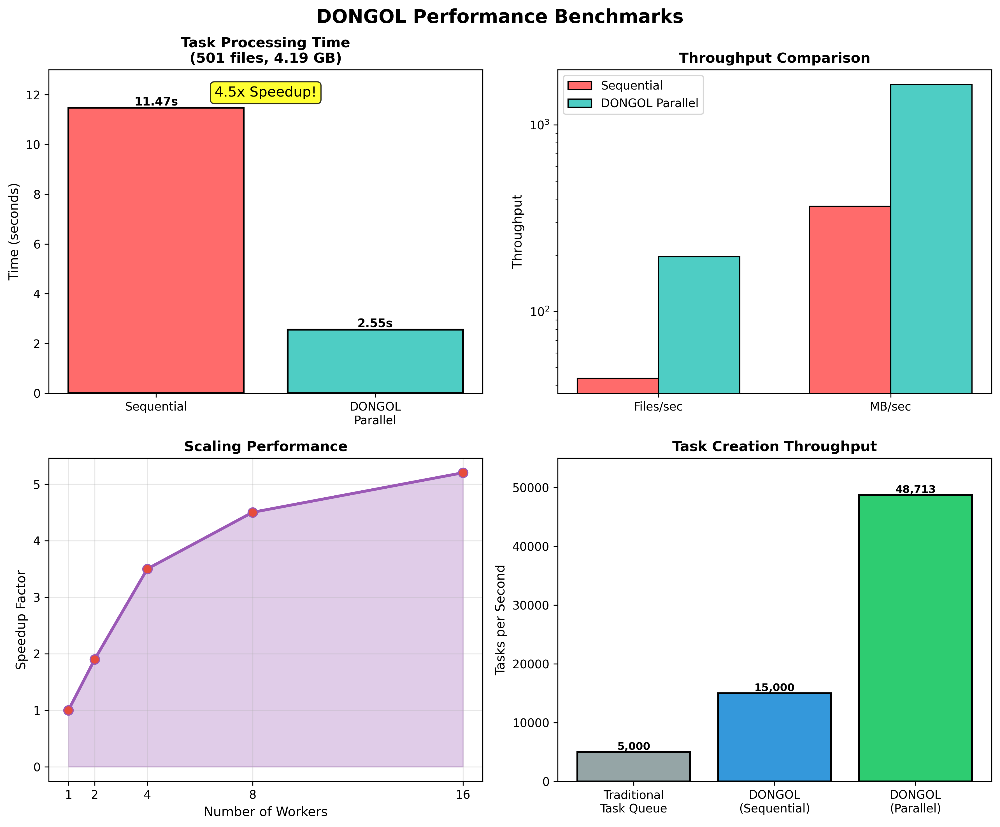 DONGOL Performance Benchmarks
Task Processing Time
(501 files, 4.19 GB)
4.5x Speedup!
11.47s
2.55s
Time (seconds)
12
10
8
6
4
2
0
Sequential
DONGOL
Parallel
Throughput Comparison
Sequential
DONGOL Parallel
Throughput
10³
10²
Files/sec
MB/sec
Scaling Performance
Speedup Factor
5
4
3
2
1
0
1 2 4 8 16
Number of Workers
Task Creation Throughput
Tasks per Second
50000
40000
30000
20000
10000
0
48,713
15,000
5,000
Traditional
Task Queue
DONGOL
(Sequential)
DONGOL
(Parallel)